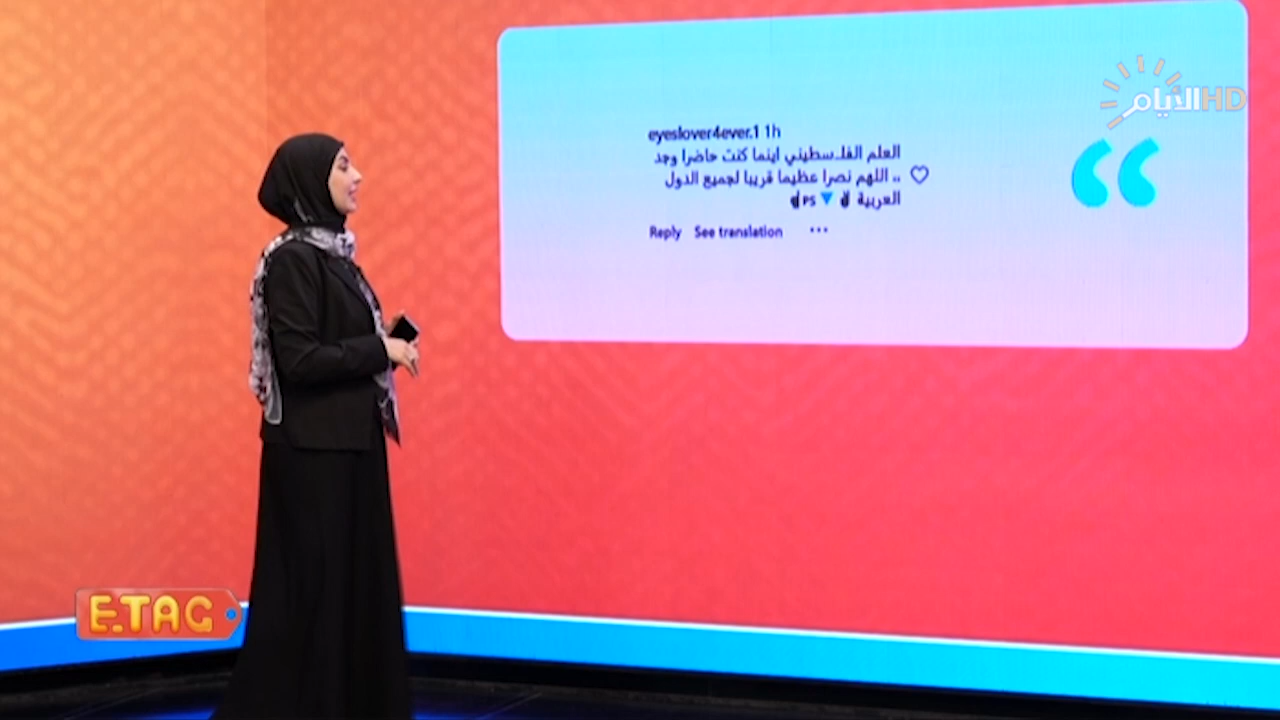 الأيام HD
eyeslover4ever.1 1h
العلم الفلـسطيني اينما كنت حاضرا وجد
.. اللهم نصرا عظيما قريبا لجميع الدول
العربية PS
Reply See translation ...
E.TAG